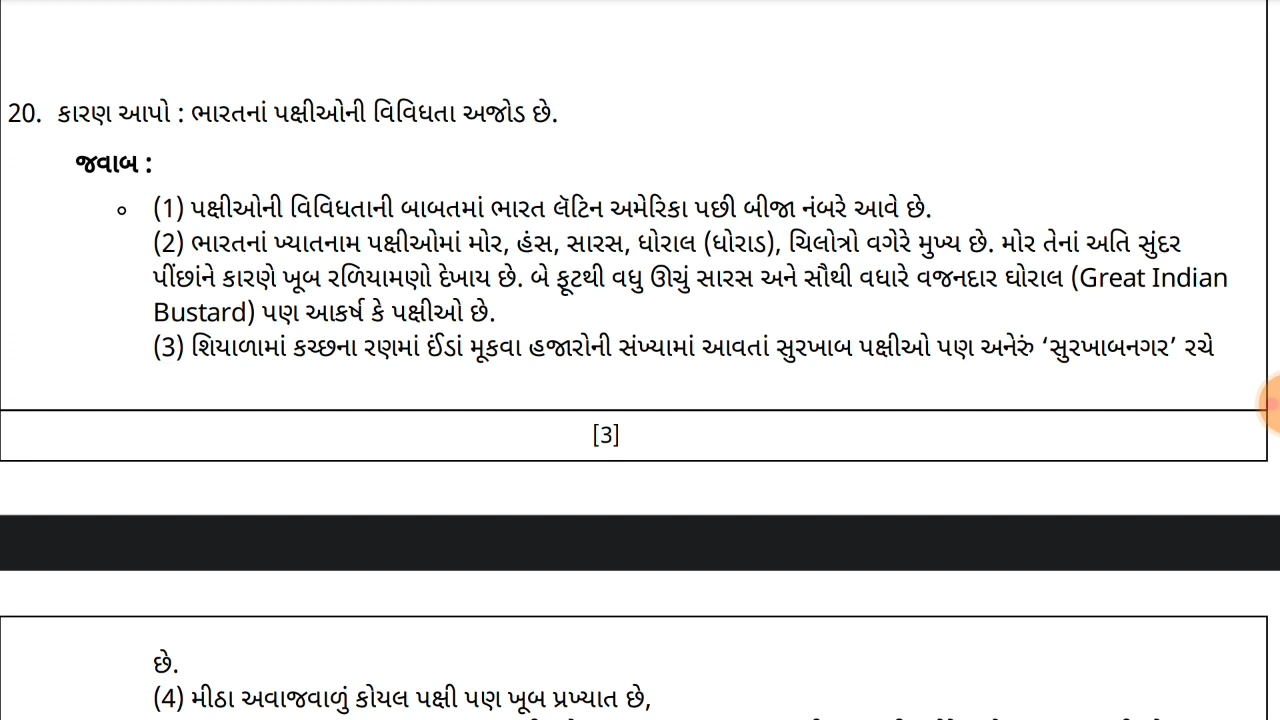 20. કારણ આપો : ભારતનાં પક્ષીઓની વિવિધતા અજોડ છે.
જવાબ :
(1) પક્ષીઓની વિવિધતાની બાબતમાં ભારત લૅટિન અમેરિકા પછી બીજા નંબરે આવે છે.
(2) ભારતનાં ખ્યાતનામ પક્ષીઓમાં મોર, હંસ, સારસ, ધોરાલ (ધોરાડ), ચિલોત્રો વગેરે મુખ્ય છે. મોર તેનાં અતિ સુંદર
પીંછાંને કારણે ખૂબ રળિયામણો દેખાય છે. બે ફૂટથી વધુ ઊચું સારસ અને સૌથી વધારે વજનદાર ઘોરાલ (Great Indian
Bustard) પણ આકર્ષ કે પક્ષીઓ છે.
(3) શિયાળામાં કચ્છના રણમાં ઈંડાં મૂકવા હજારોની સંખ્યામાં આવતાં સુરખાબ પક્ષીઓ પણ અનેરું ‘સુરખાબનગર’ રચે
[3]
છે.
(4) મીઠા અવાજવાળું કોયલ પક્ષી પણ ખૂબ પ્રખ્યાત છે,